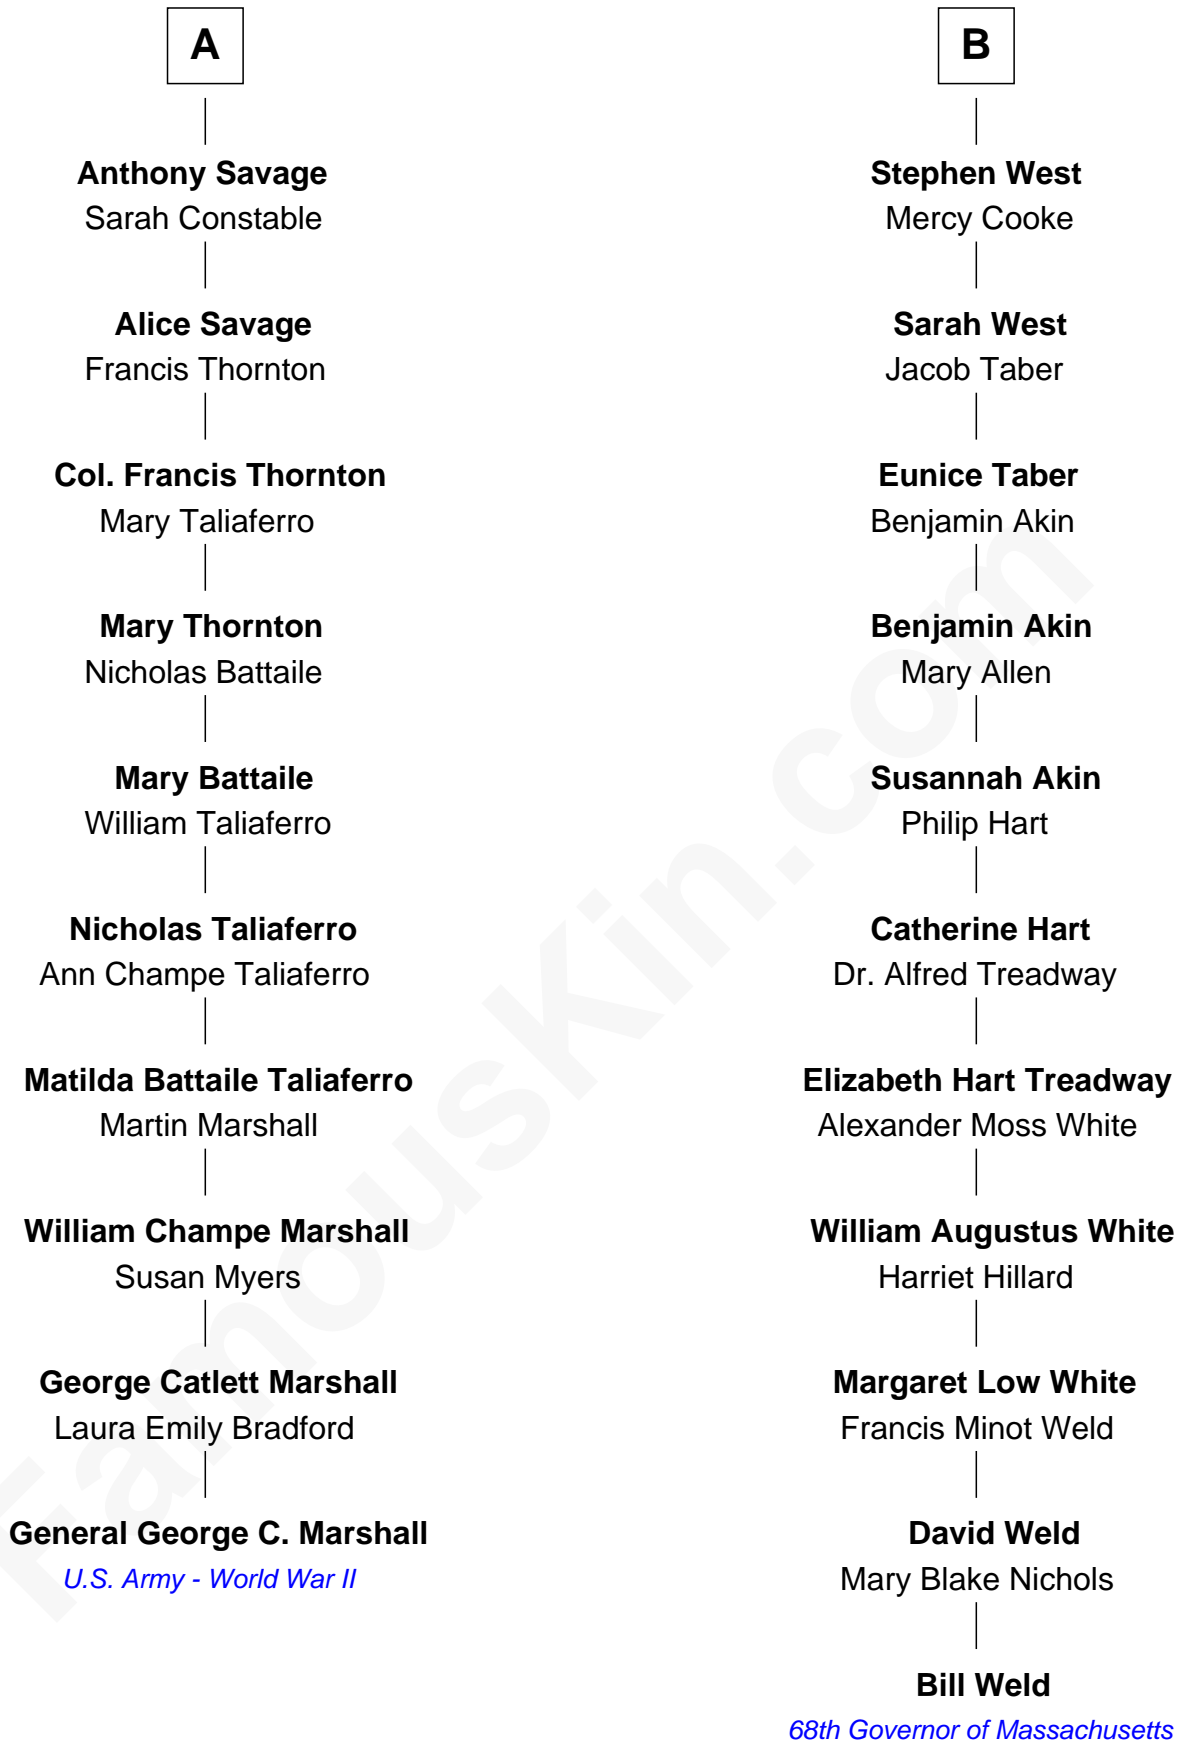 A
Anthony Savage
Sarah Constable
Alice Savage
Francis Thornton
Col. Francis Thornton
Mary Taliaferro
Mary Thornton
Nicholas Battaile
Mary Battaile
William Taliaferro
Nicholas Taliaferro
Ann Champe Taliaferro
Matilda Battaile Taliaferro
Martin Marshall
William Champe Marshall
Susan Myers
George Catlett Marshall
Laura Emily Bradford
General George C. Marshall
U.S. Army - World War II
B
Stephen West
Mercy Cooke
Sarah West
Jacob Taber
Eunice Taber
Benjamin Akin
Benjamin Akin
Mary Allen
Susannah Akin
Philip Hart
Catherine Hart
Dr. Alfred Treadway
Elizabeth Hart Treadway
Alexander Moss White
William Augustus White
Harriet Hillard
Margaret Low White
Francis Minot Weld
David Weld
Mary Blake Nichols
Bill Weld
68th Governor of Massachusetts
FamousKin.com